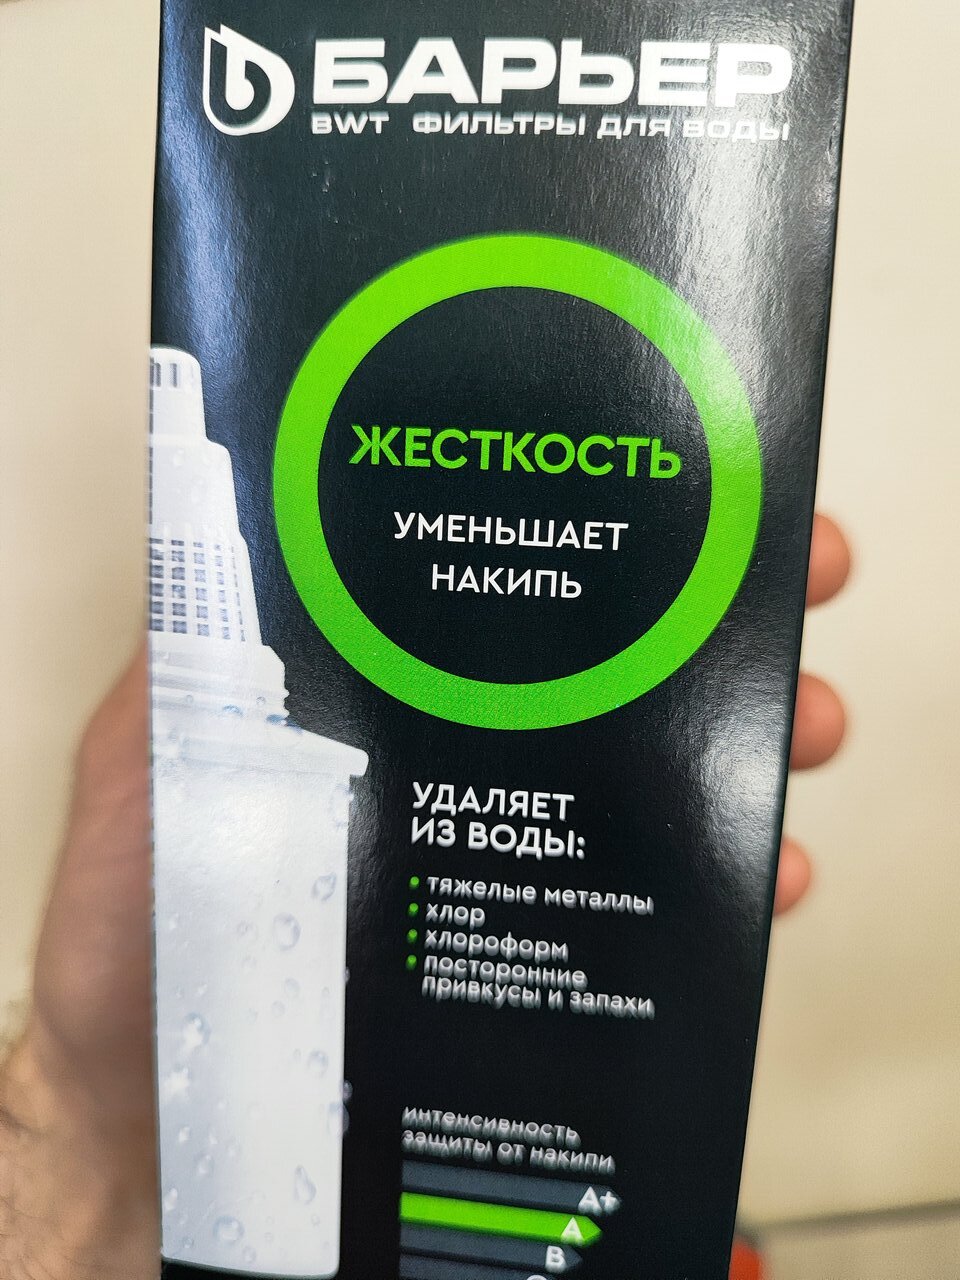 БАРЬЕР
BWT ФИЛЬТРЫ ДЛЯ ВОДЫ
ЖЕСТКОСТЬ
УМЕНЬШАЕТ
НАКИПЬ
УДАЛЯЕТ
ИЗ ВОДЫ:
• тяжелые металлы
• хлор
• хлороформ
• посторонние
привкусы и запахи
интенсивность
защиты от накипи
A+
A
B